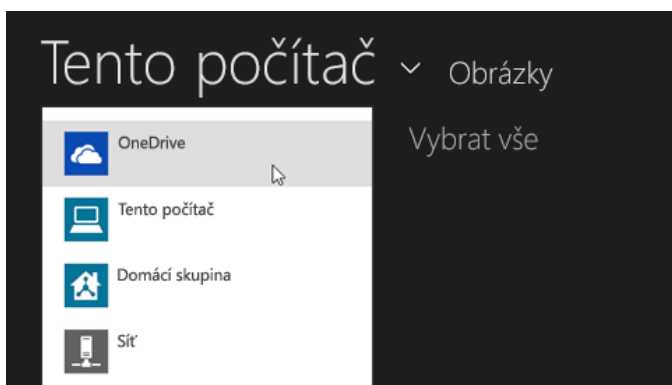 Tento počítač Obrázky
Vybrat vše
OneDrive
Tento počítač
Domácí skupina
Síť